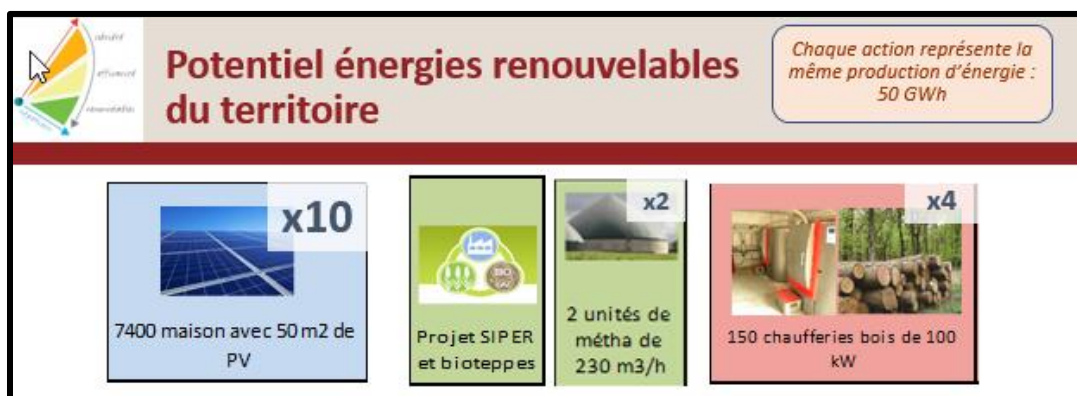 Potentiel énergies renouvelables
du territoire
Chaque action représente la
même production d'énergie :
50 GWh
x10
7400 maison avec 50 m2 de
PV
Projet SIPER
et bioteppes
x2
2 unités de
métha de
230 m3/h
x4
150 chaufferies bois de 100
kW